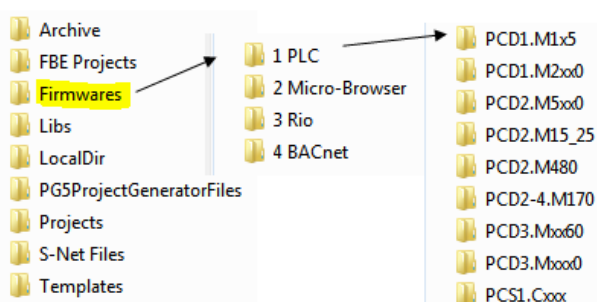 Archive
FBE Projects
Firmwares
Libs
LocalDir
PG5ProjectGeneratorFiles
Projects
S-Net Files
Templates
1 PLC
2 Micro-Browser
3 Rio
4 BACnet
PCD1.M1x5
PCD1.M2xx0
PCD2.M5xx0
PCD2.M15_25
PCD2.M480
PCD2-4.M170
PCD3.Mxx60
PCD3.Mxxx0
PCS1.Cxxx